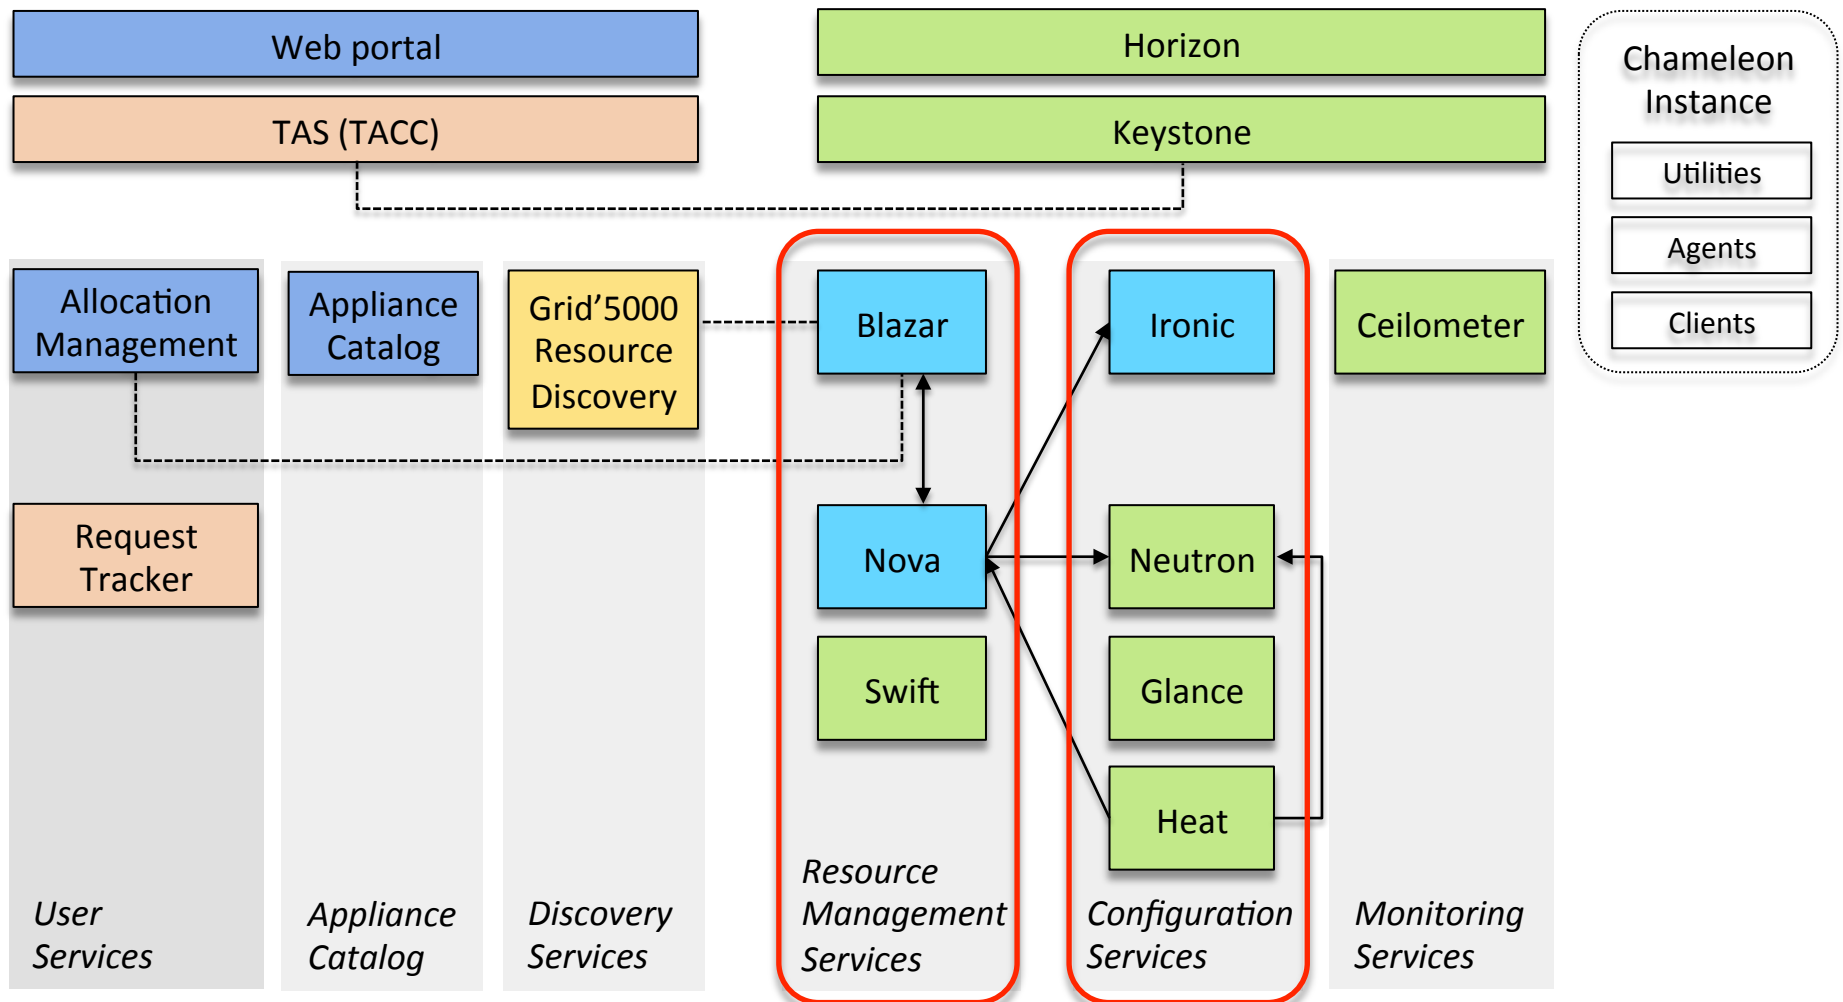 Web portal
Horizon
TAS (TACC)
Keystone
Chameleon
Instance
Utilities
Agents
Clients
Allocation
Management
Appliance
Catalog
Grid’5000
Resource
Discovery
Blazar
Ironic
Ceilometer
Request
Tracker
Nova
Neutron
Swift
Glance
Heat
User
Services
Appliance
Catalog
Discovery
Services
Resource
Management
Services
Configuration
Services
Monitoring
Services